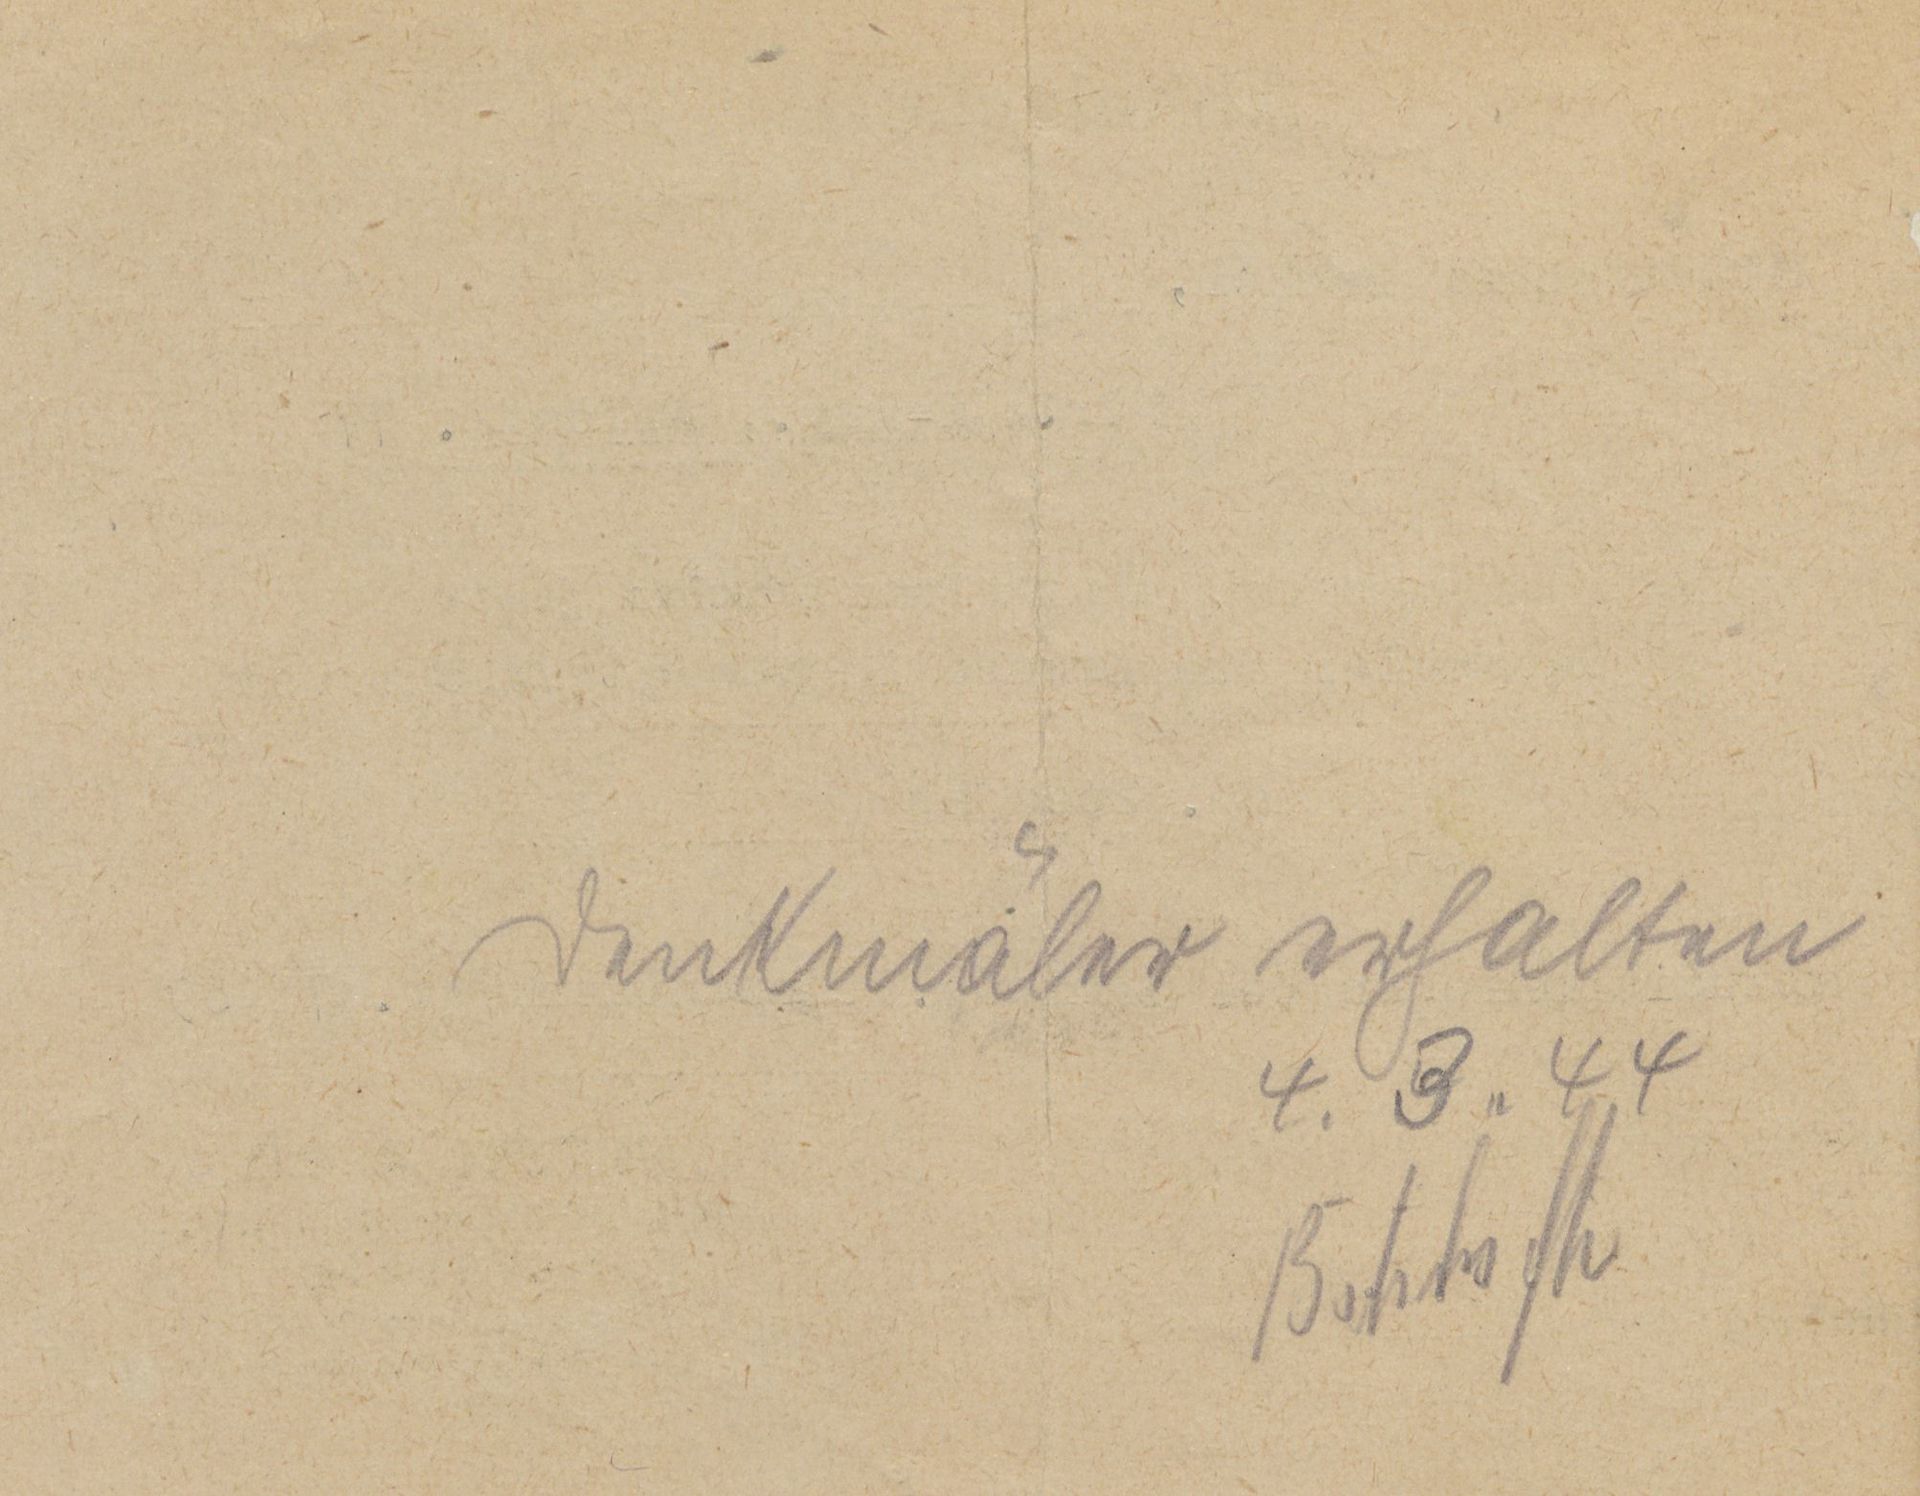 Denkmäler erhalten
4. 3. 44